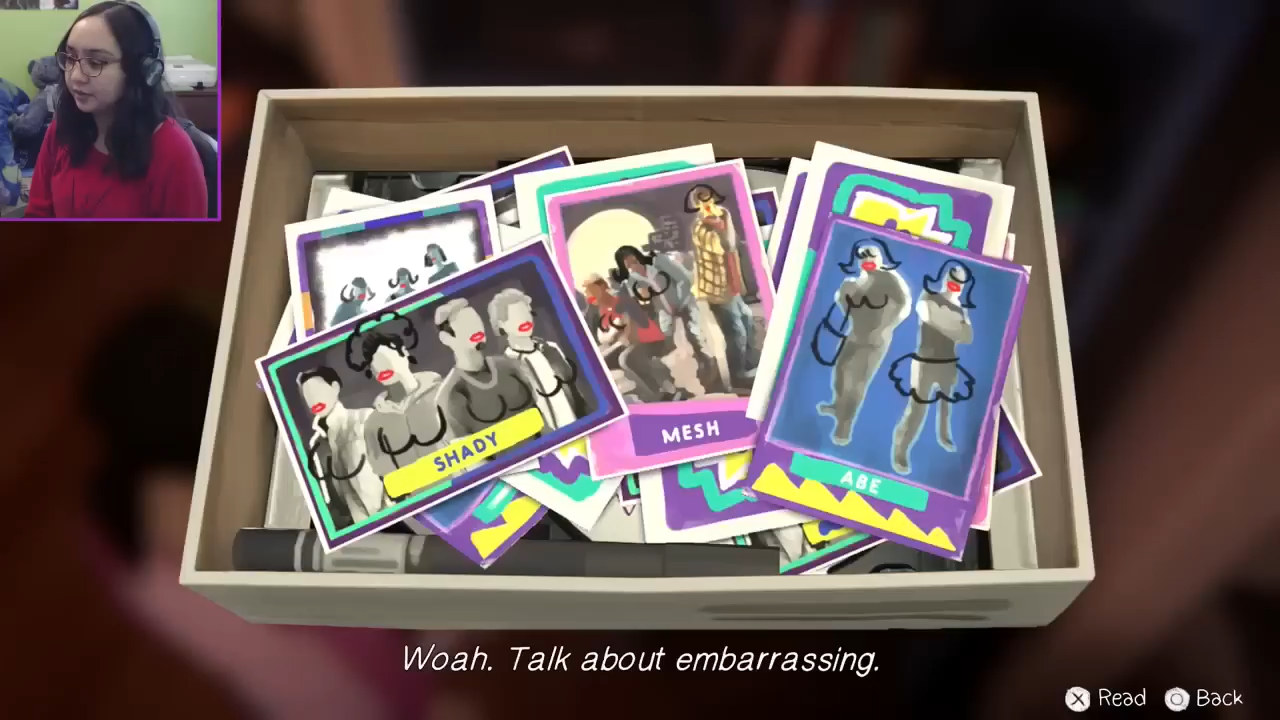 SHADY
MESH
ABE
Woah. Talk about embarrassing.
Read
Back